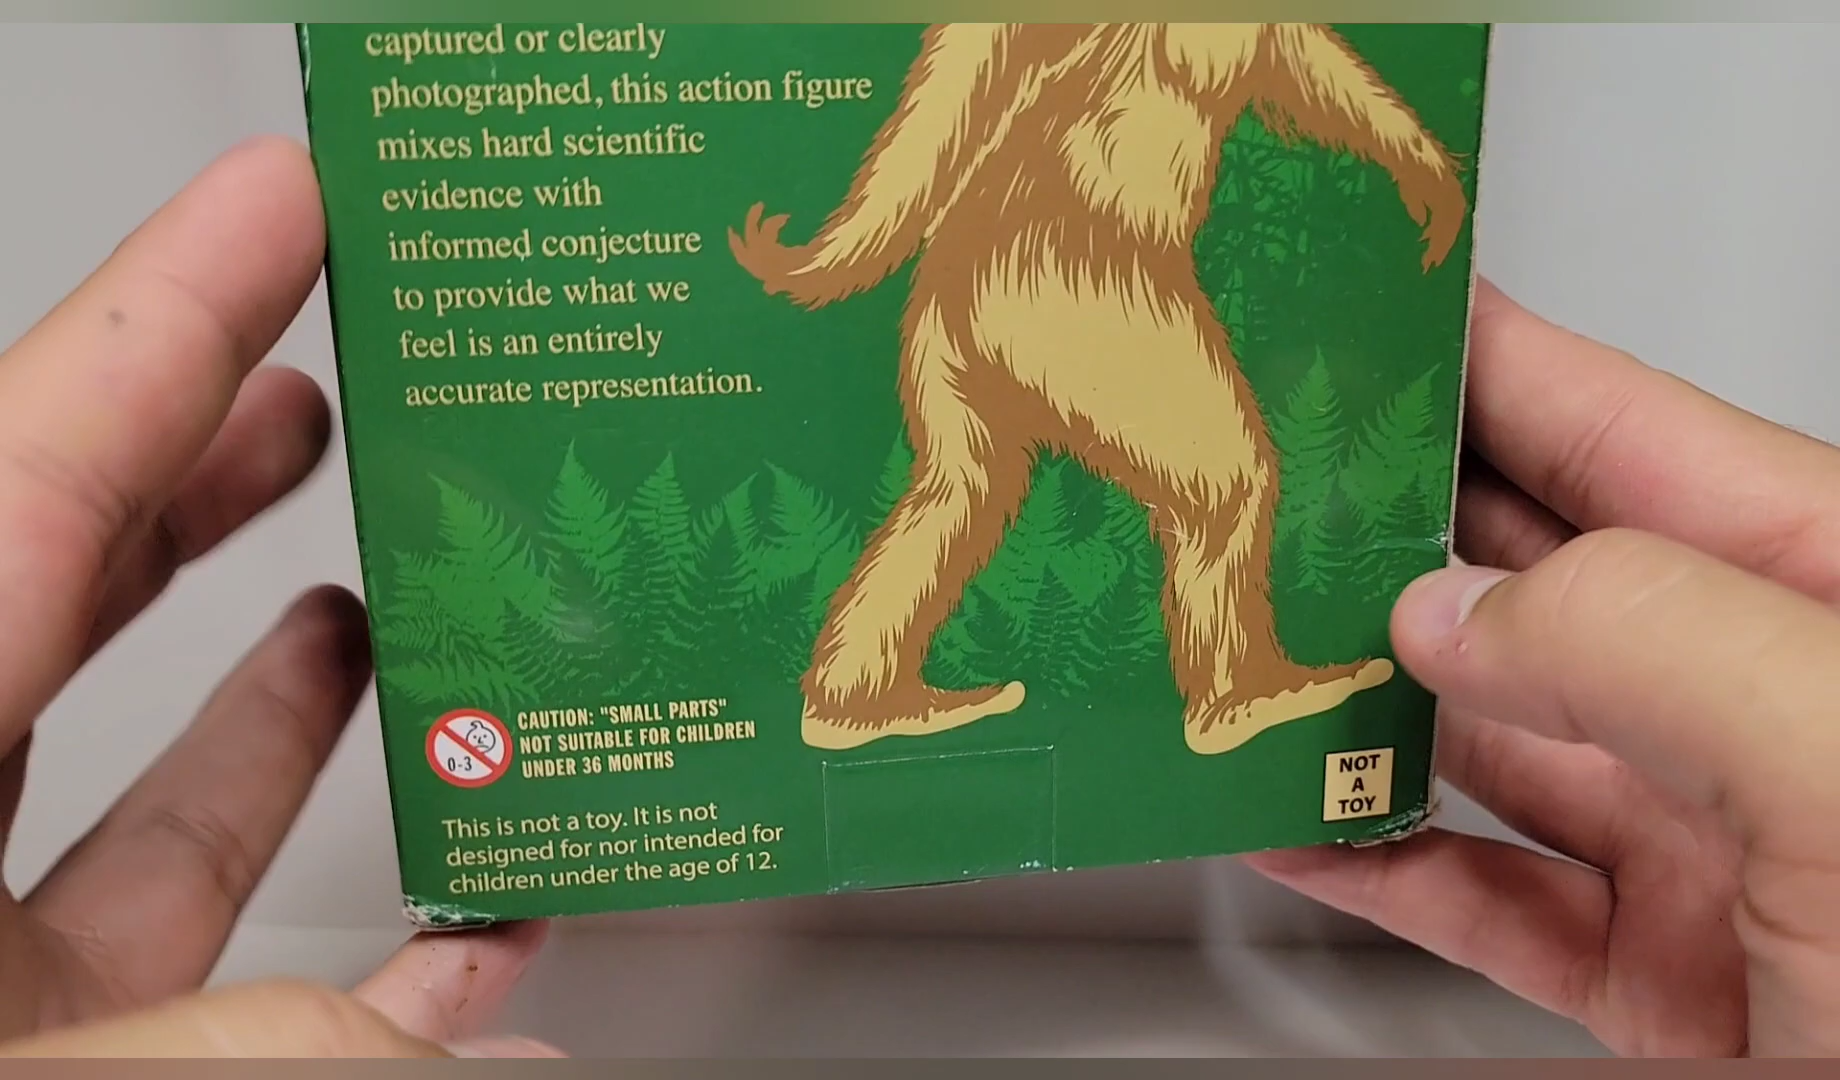 captured or clearly
photographed, this action figure
mixes hard scientific
evidence with
informed conjecture
to provide what we
feel is an entirely
accurate representation.
0-3
CAUTION: "SMALL PARTS"
NOT SUITABLE FOR CHILDREN
UNDER 36 MONTHS
This is not a toy. It is not
designed for nor intended for
children under the age of 12.
NOT
A
TOY